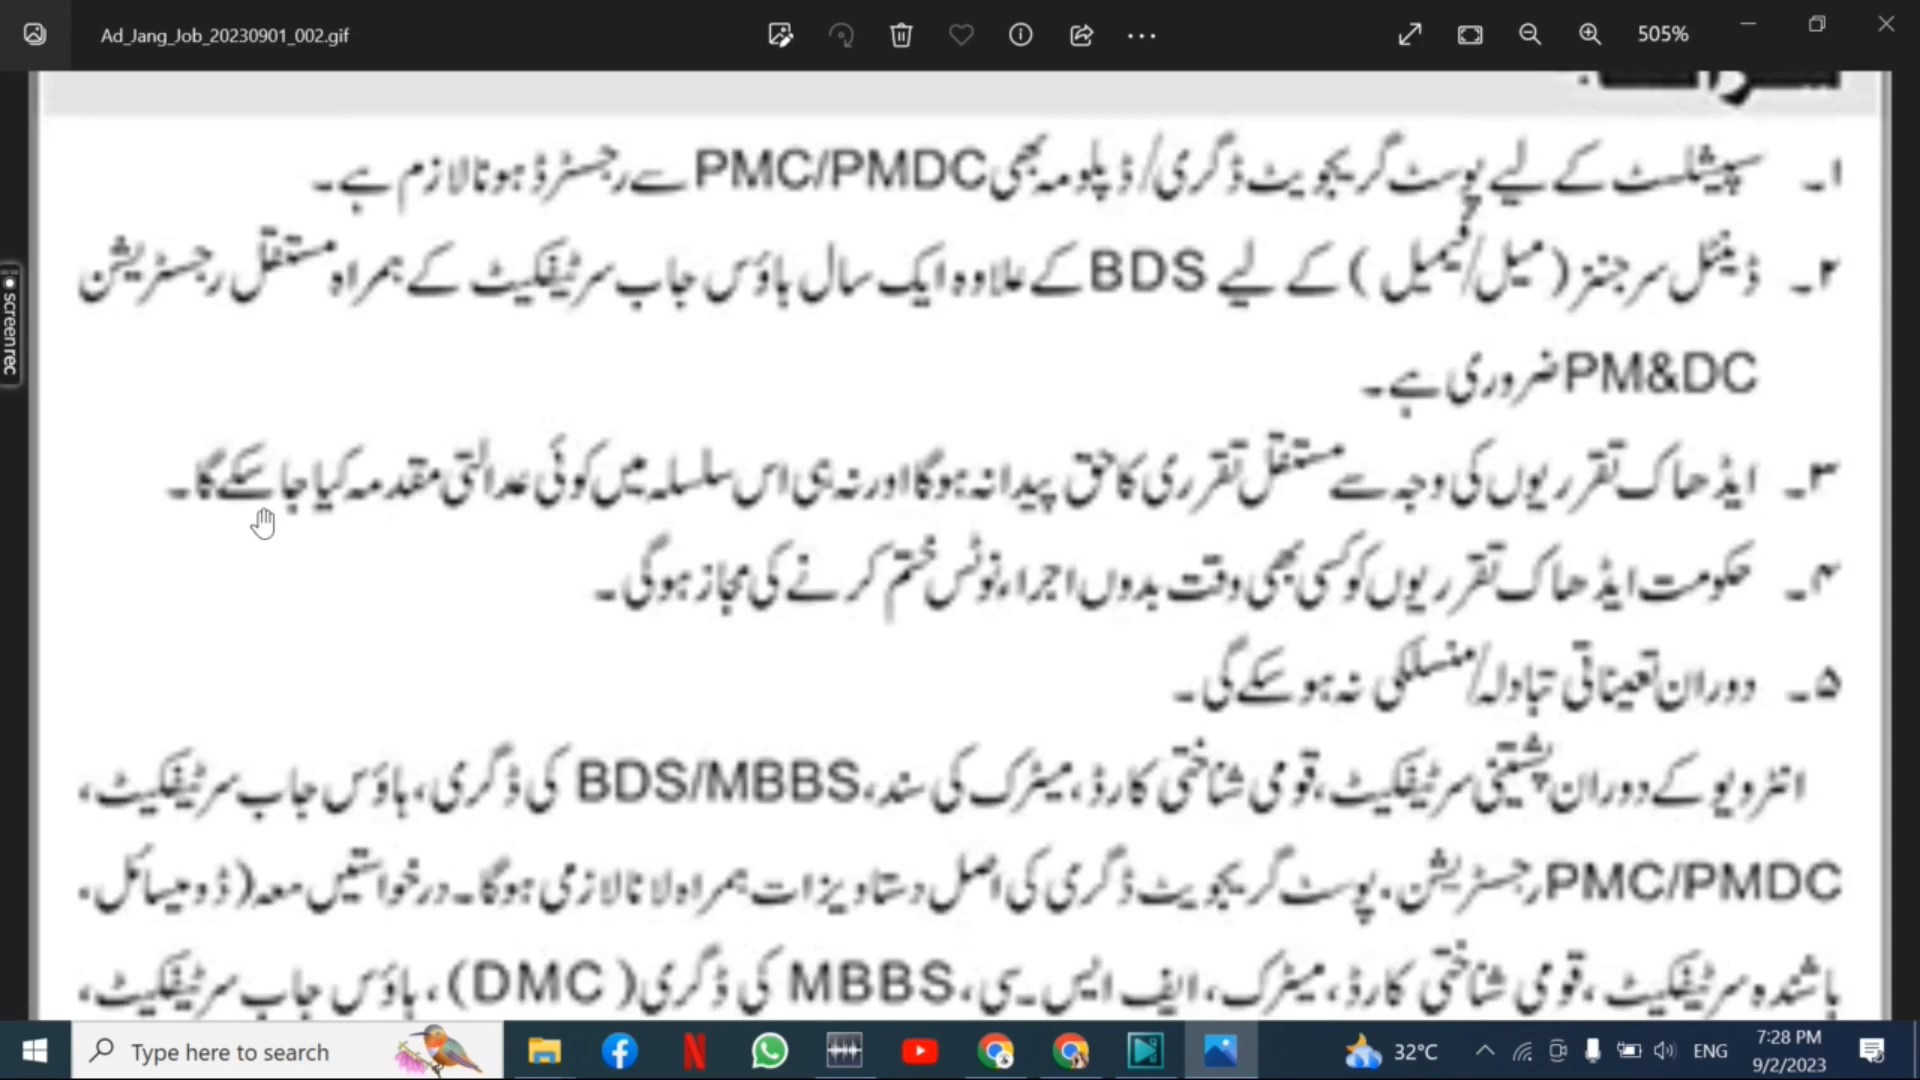 Ad_Jang_Job_20230901_002.gif
505%
۱۔ سپیشلسٹ کے لیے پوسٹ گریجویٹ ڈگری/ڈپلومہ بھی PMC/PMDC سے رجسٹرڈ ہونا لازم ہے۔
۲۔ ڈینٹل سرجنز (میل/فیمیل) کے لیے BDS کے علاوہ ایک سال ہاؤس جاب سرٹیفکیٹ کے ہمراہ مستقل رجسٹریشن
PM&DC ضروری ہے۔
۳۔ ایڈھاک تقرریوں کی وجہ سے مستقل تقرری کا حق پیدا نہ ہوگا اور نہ ہی اس سلسلہ میں کوئی عدالتی مقدمہ کیا جا سکے گا۔
۴۔ حکومت ایڈھاک تقرریوں کو کسی بھی وقت بدوں اجراء نوٹس ختم کرنے کی مجاز ہوگی۔
۵۔ دوران تعیناتی تبادلہ/منسلکی نہ ہو سکے گی۔
انٹرویو کے دوران پشتینی سرٹیفکیٹ، قومی شناختی کارڈ، میٹرک کی سند، BDS/MBBS کی ڈگری، ہاؤس جاب سرٹیفکیٹ،
PMC/PMDC رجسٹریشن، پوسٹ گریجویٹ ڈگری کی اصل دستاویزات ہمراہ لانا لازمی ہوگا۔ درخواستیں معہ (ڈومیسائل،
باشندہ سرٹیفکیٹ، قومی شناختی کارڈ، میٹرک، ایف ایس۔سی، MBBS کی ڈگری (DMC)، ہاؤس جاب سرٹیفکیٹ،
screenrec
Type here to search
32°C
ENG
7:28 PM
9/2/2023